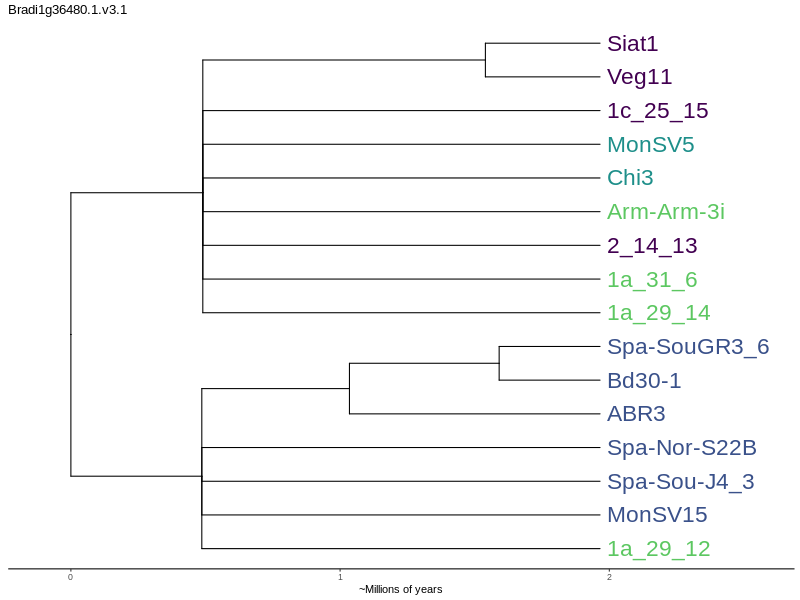 Bradi1g36480.1.v3.1
Siat1
Veg11
1c_25_15
MonSV5
Chi3
Arm-Arm-3i
2_14_13
1a_31_6
1a_29_14
Spa-SouGR3_6
Bd30-1
ABR3
Spa-Nor-S22B
Spa-Sou-J4_3
MonSV15
1a_29_12
0 1 2
~Millions of years